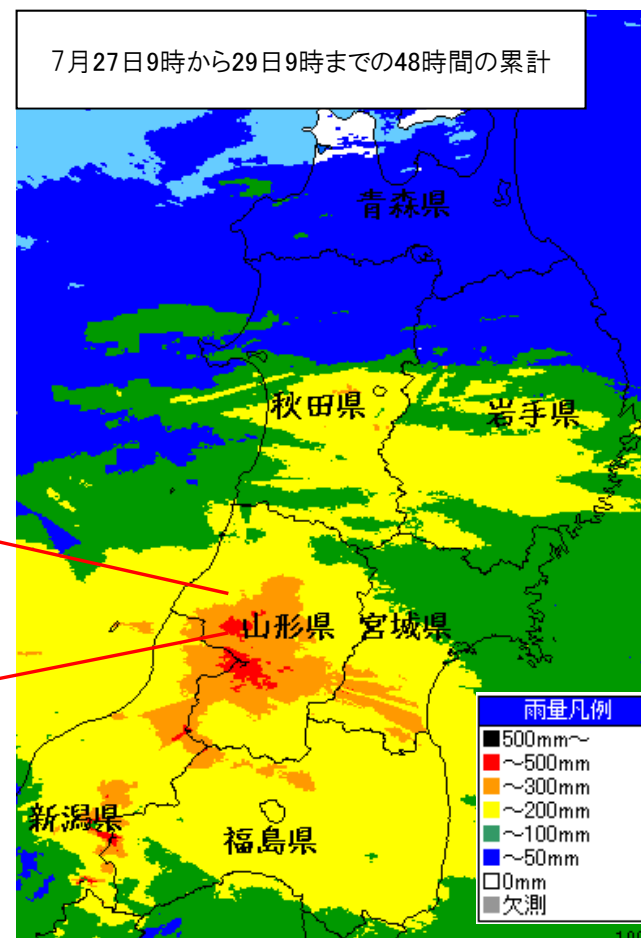 7月27日9時から29日9時までの48時間の累計
青森県
秋田県
岩手県
山形県
宮城県
新潟県
福島県
雨量凡例
500mm～
～500mm
～300mm
～200mm
～100mm
～50mm
0mm
欠測